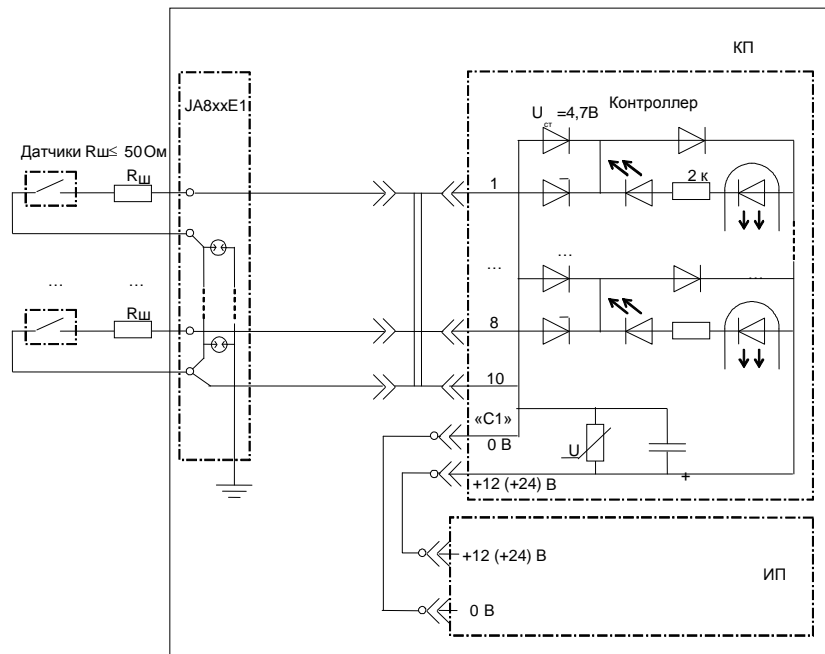 КП
JA8xxE1
Контроллер
Uст=4,7В
Датчики Rш≤ 50Ом
Rш
1
2 к
...
...
...
...
...
Rш
8
10
«С1»
0 В
U
+
+12 (+24) В
+12 (+24) В
ИП
0 В